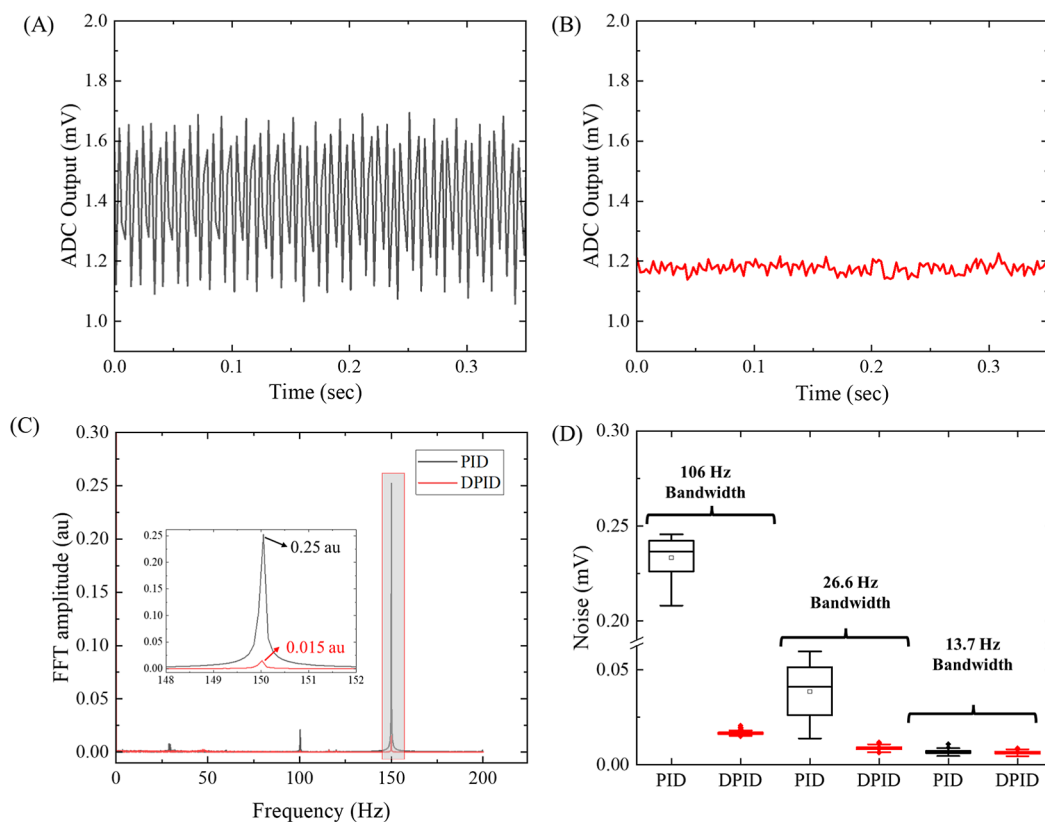 (A)
2.0
1.8
1.6
1.4
1.2
1.0
ADC Output (mV)
0.0 0.1 0.2 0.3
Time (sec)
(B)
2.0
1.8
1.6
1.4
1.2
1.0
ADC Output (mV)
0.0 0.1 0.2 0.3
Time (sec)
(C)
0.30
0.25
0.20
0.15
0.10
0.05
0.00
FFT amplitude (au)
PID
DPID
0.25
0.20
0.15
0.10
0.05
0.00
0.25 au
0.015 au
148 149 150 151 152
0 50 100 150 200
Frequency (Hz)
(D)
0.30
0.25
0.20
0.05
0.00
Noise (mV)
106 Hz
Bandwidth
26.6 Hz
Bandwidth
13.7 Hz
Bandwidth
PID DPID PID DPID PID DPID